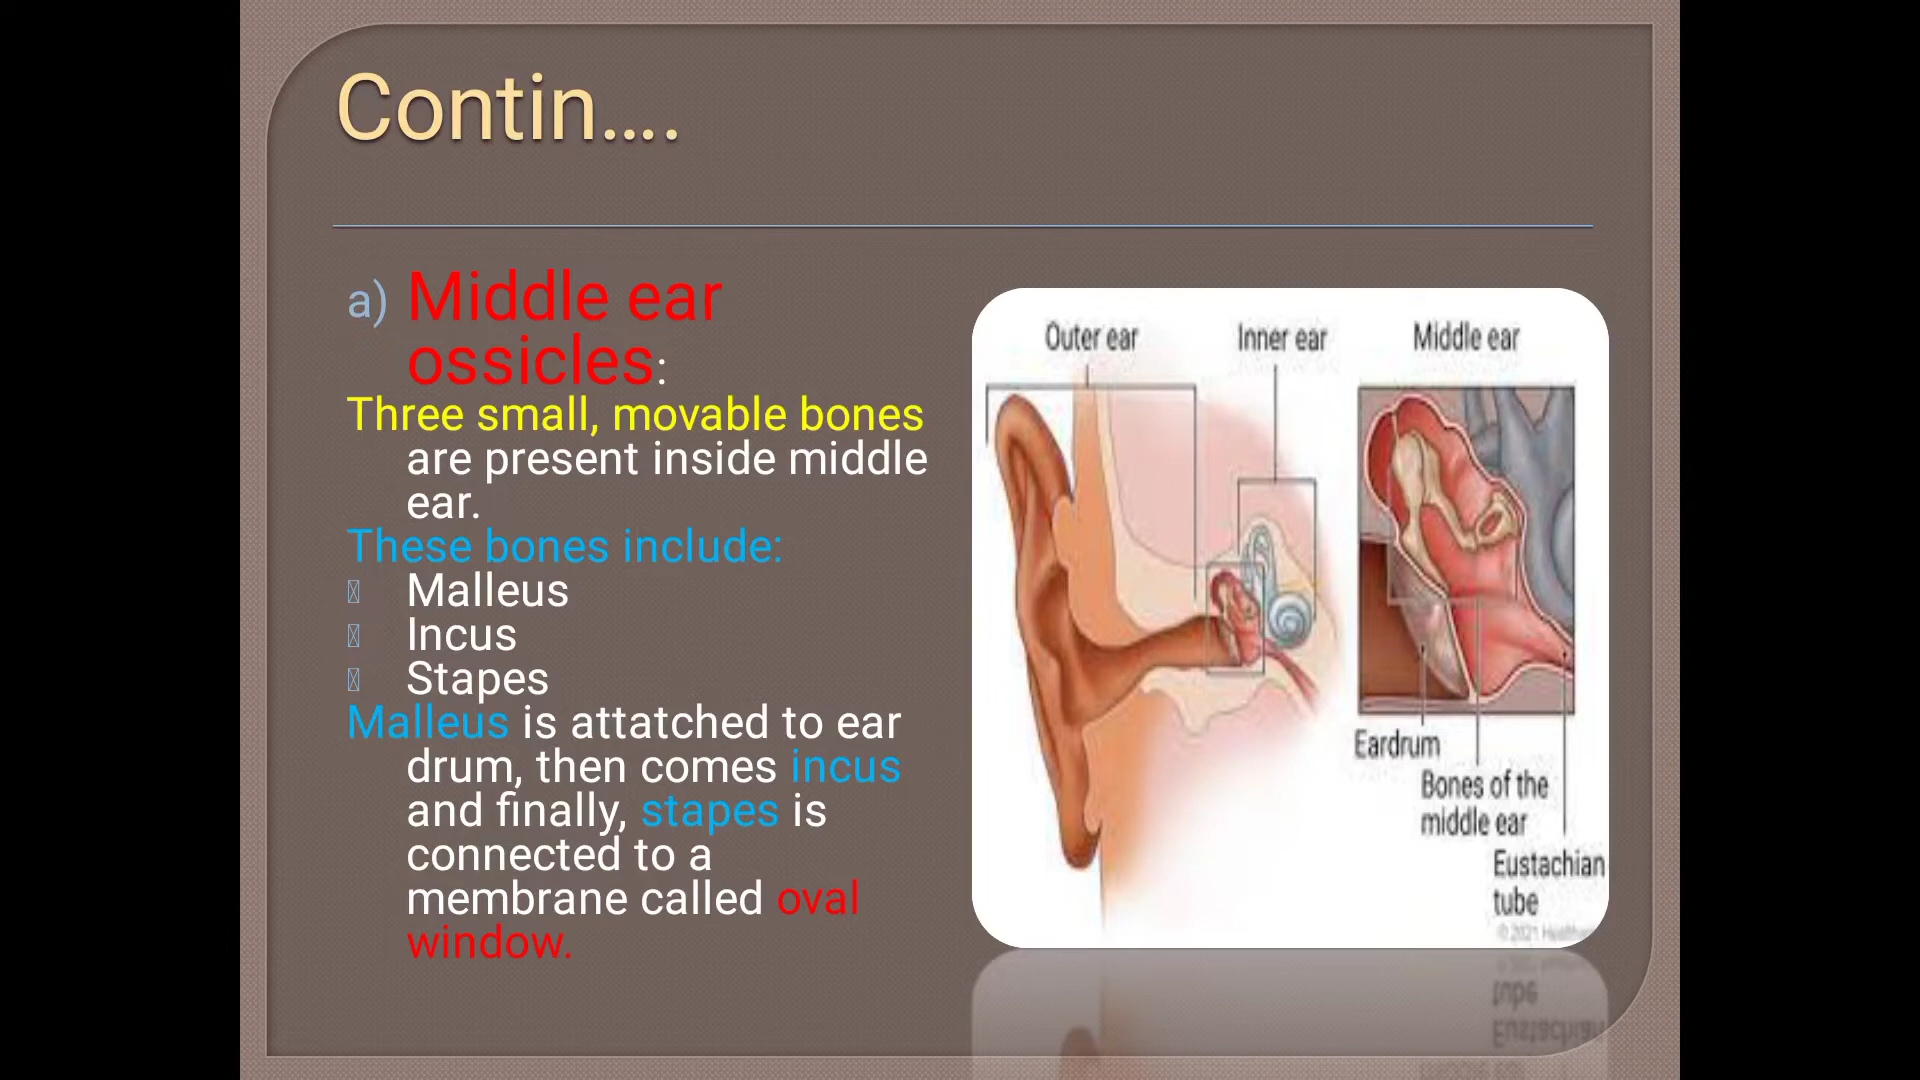 Contin....
a) Middle ear
ossicles:
Three small, movable bones
are present inside middle
ear.
These bones include:
Malleus
Incus
Stapes
Malleus is attatched to ear
drum, then comes incus
and finally, stapes is
connected to a
membrane called oval
window.
Outer ear
Inner ear
Middle ear
Eardrum
Bones of the
middle ear
Eustachian
tube
© 2021